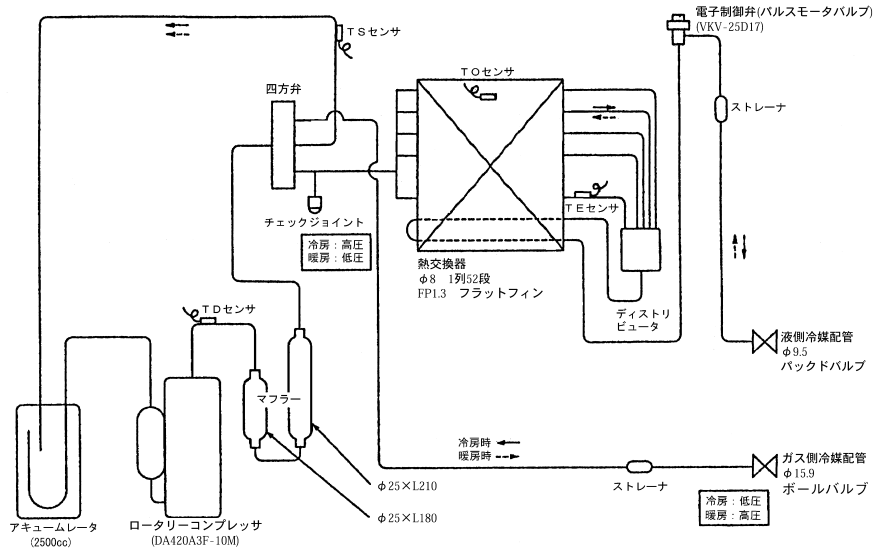 電子制御弁(パルスモータバルブ)
(VKV-25D17)
TSセンサ
TOセンサ
四方弁
ストレーナ
TEセンサ
チェックジョイント
冷房：高圧
暖房：低圧
熱交換器
φ8 1列52段
FP1.3 フラットフィン
ディストリ
ビュータ
TDセンサ
液側冷媒配管
φ9.5
パックドバルブ
マフラー
冷房時
暖房時
ガス側冷媒配管
φ15.9
ボールバルブ
ストレーナ
φ25×L210
冷房：低圧
暖房：高圧
φ25×L180
アキュームレータ
(2500cc)
ロータリーコンプレッサ
(DA420A3F-10M)